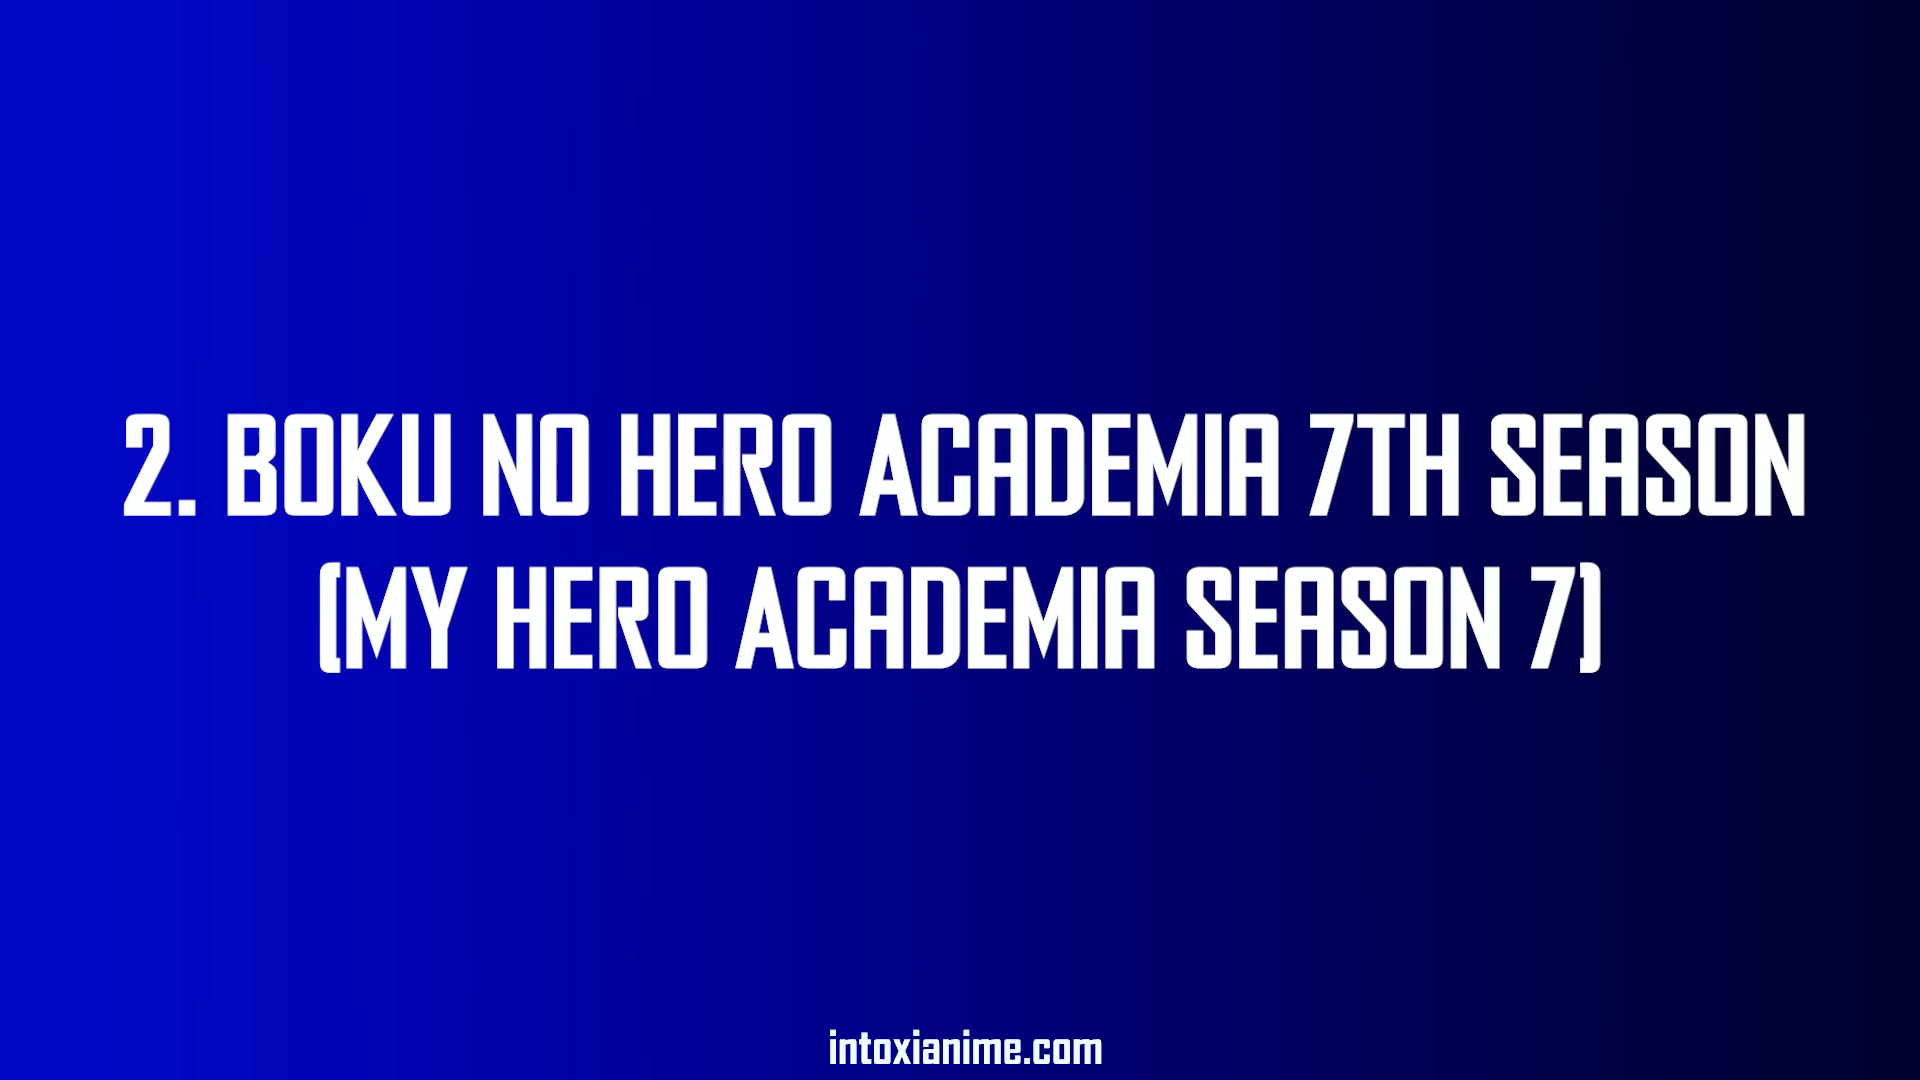 2. BOKU NO HERO ACADEMIA 7TH SEASON
(MY HERO ACADEMIA SEASON 7)
intoxianime.com